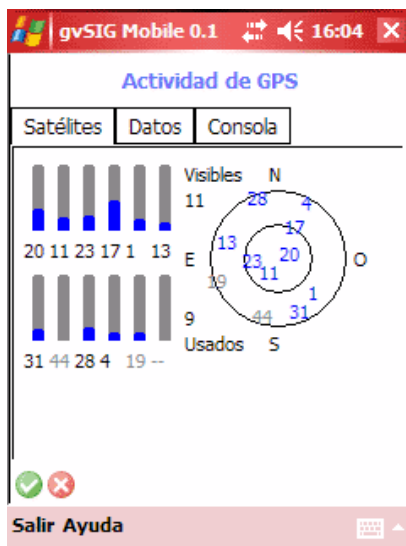 gvSIG Mobile 0.1 16:04
Actividad de GPS
Satélites Datos Consola
Visibles
11
20 11 23 17 1 13
9
Usados
31 44 28 4 19 --
N
28 4
17
13
E 23 20 O
11
19
1
44 31
S
Salir Ayuda